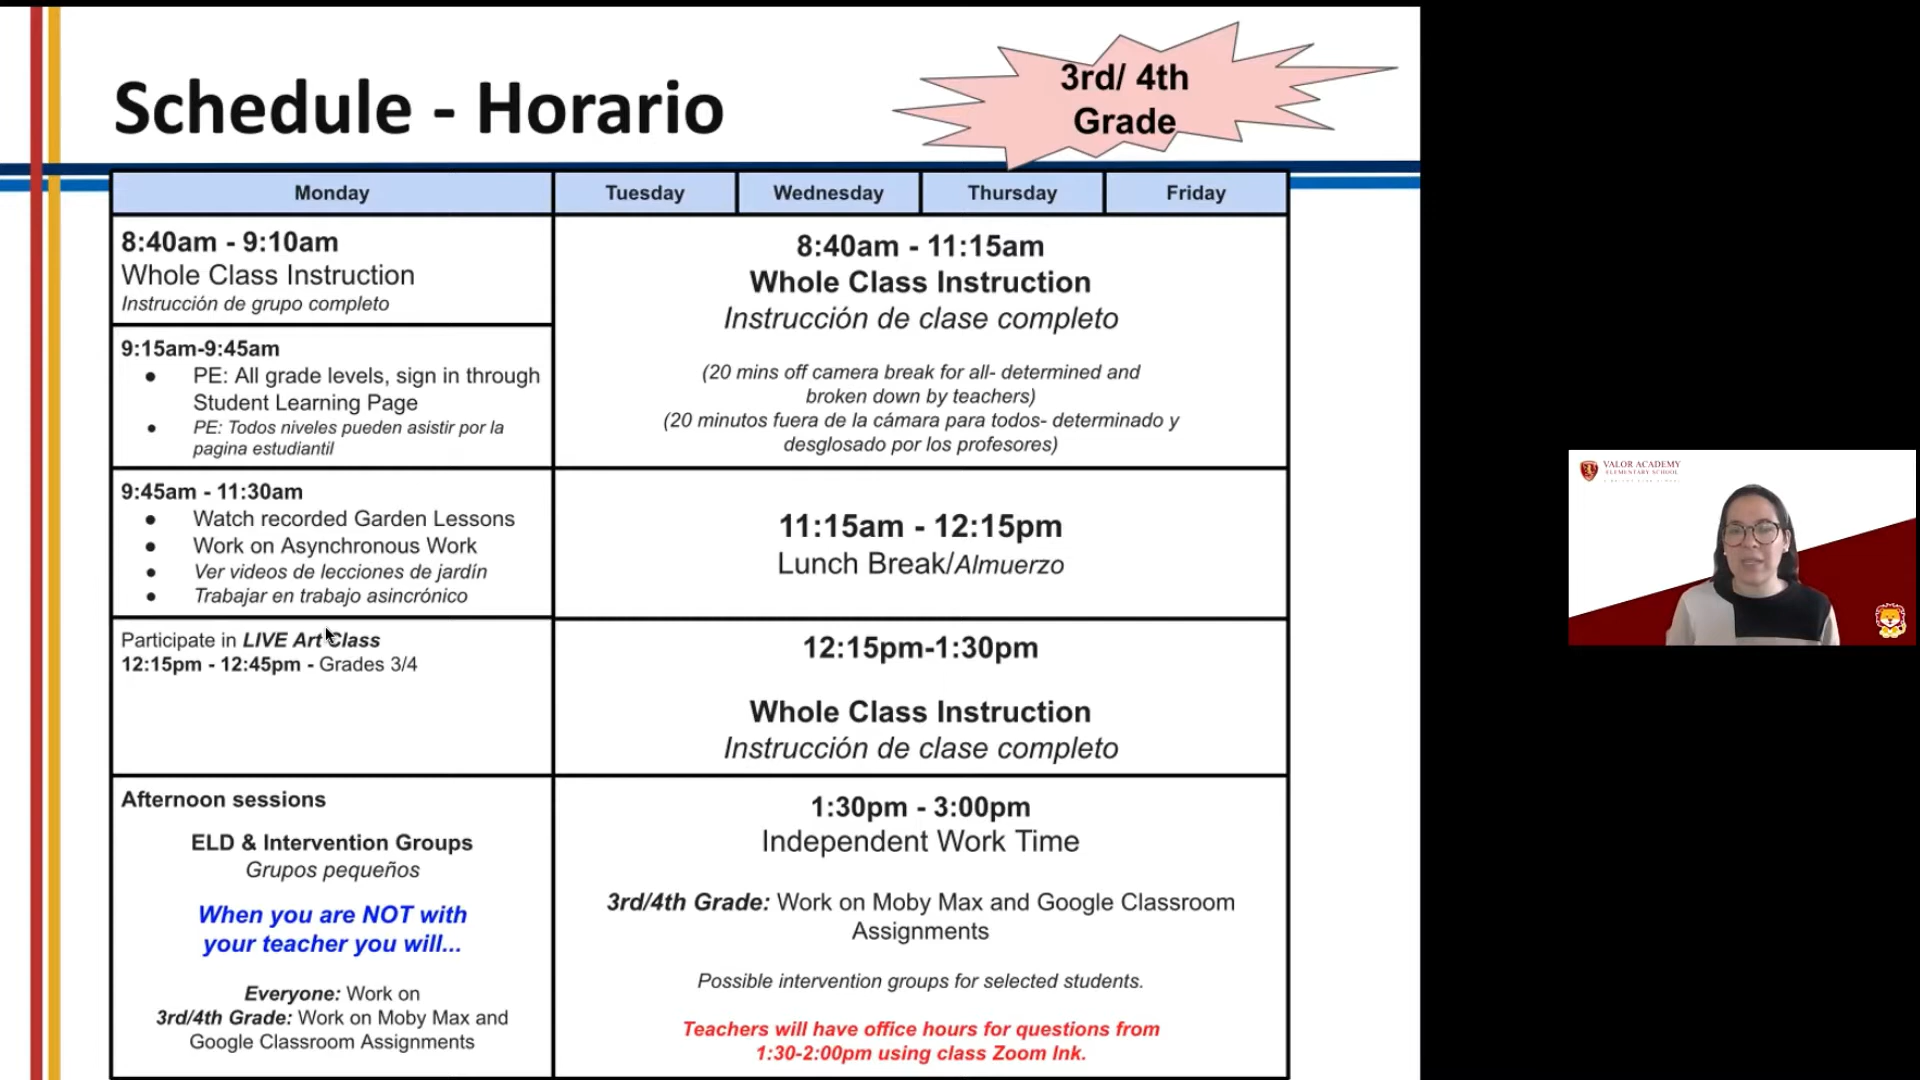 Schedule - Horario
3rd/ 4th
Grade
Monday
Tuesday
Wednesday
Thursday
Friday
8:40am - 9:10am
Whole Class Instruction
Instrucción de grupo completo
9:15am-9:45am
● PE: All grade levels, sign in through
Student Learning Page
● PE: Todos niveles pueden asistir por la
pagina estudiantil
9:45am - 11:30am
● Watch recorded Garden Lessons
● Work on Asynchronous Work
● Ver videos de lecciones de jardín
● Trabajar en trabajo asincrónico
Participate in LIVE Art Class
12:15pm - 12:45pm - Grades 3/4
Afternoon sessions
ELD & Intervention Groups
Grupos pequeños
When you are NOT with
your teacher you will...
Everyone: Work on
3rd/4th Grade: Work on Moby Max and
Google Classroom Assignments
8:40am - 11:15am
Whole Class Instruction
Instrucción de clase completo
(20 mins off camera break for all- determined and
broken down by teachers)
(20 minutos fuera de la cámara para todos- determinado y
desglosado por los profesores)
11:15am - 12:15pm
Lunch Break/Almuerzo
12:15pm-1:30pm
Whole Class Instruction
Instrucción de clase completo
1:30pm - 3:00pm
Independent Work Time
3rd/4th Grade: Work on Moby Max and Google Classroom
Assignments
Possible intervention groups for selected students.
Teachers will have office hours for questions from
1:30-2:00pm using class Zoom lnk.
VALOR ACADEMY
ELEMENTARY SCHOOL